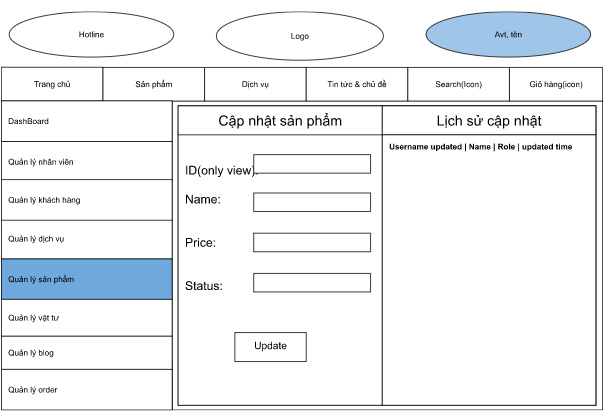 Hotline
Logo
Avt, tên
Trang chủ
Sản phẩm
Dịch vụ
Tin tức & chủ đề
Search(Icon)
Giỏ hàng(icon)
DashBoard
Quản lý nhân viên
Quản lý khách hàng
Quản lý dịch vụ
Quản lý sản phẩm
Quản lý vật tư
Quản lý blog
Quản lý order
Cập nhật sản phẩm
ID(only view):
Name:
Price:
Status:
Update
Lịch sử cập nhật
Username updated | Name | Role | updated time